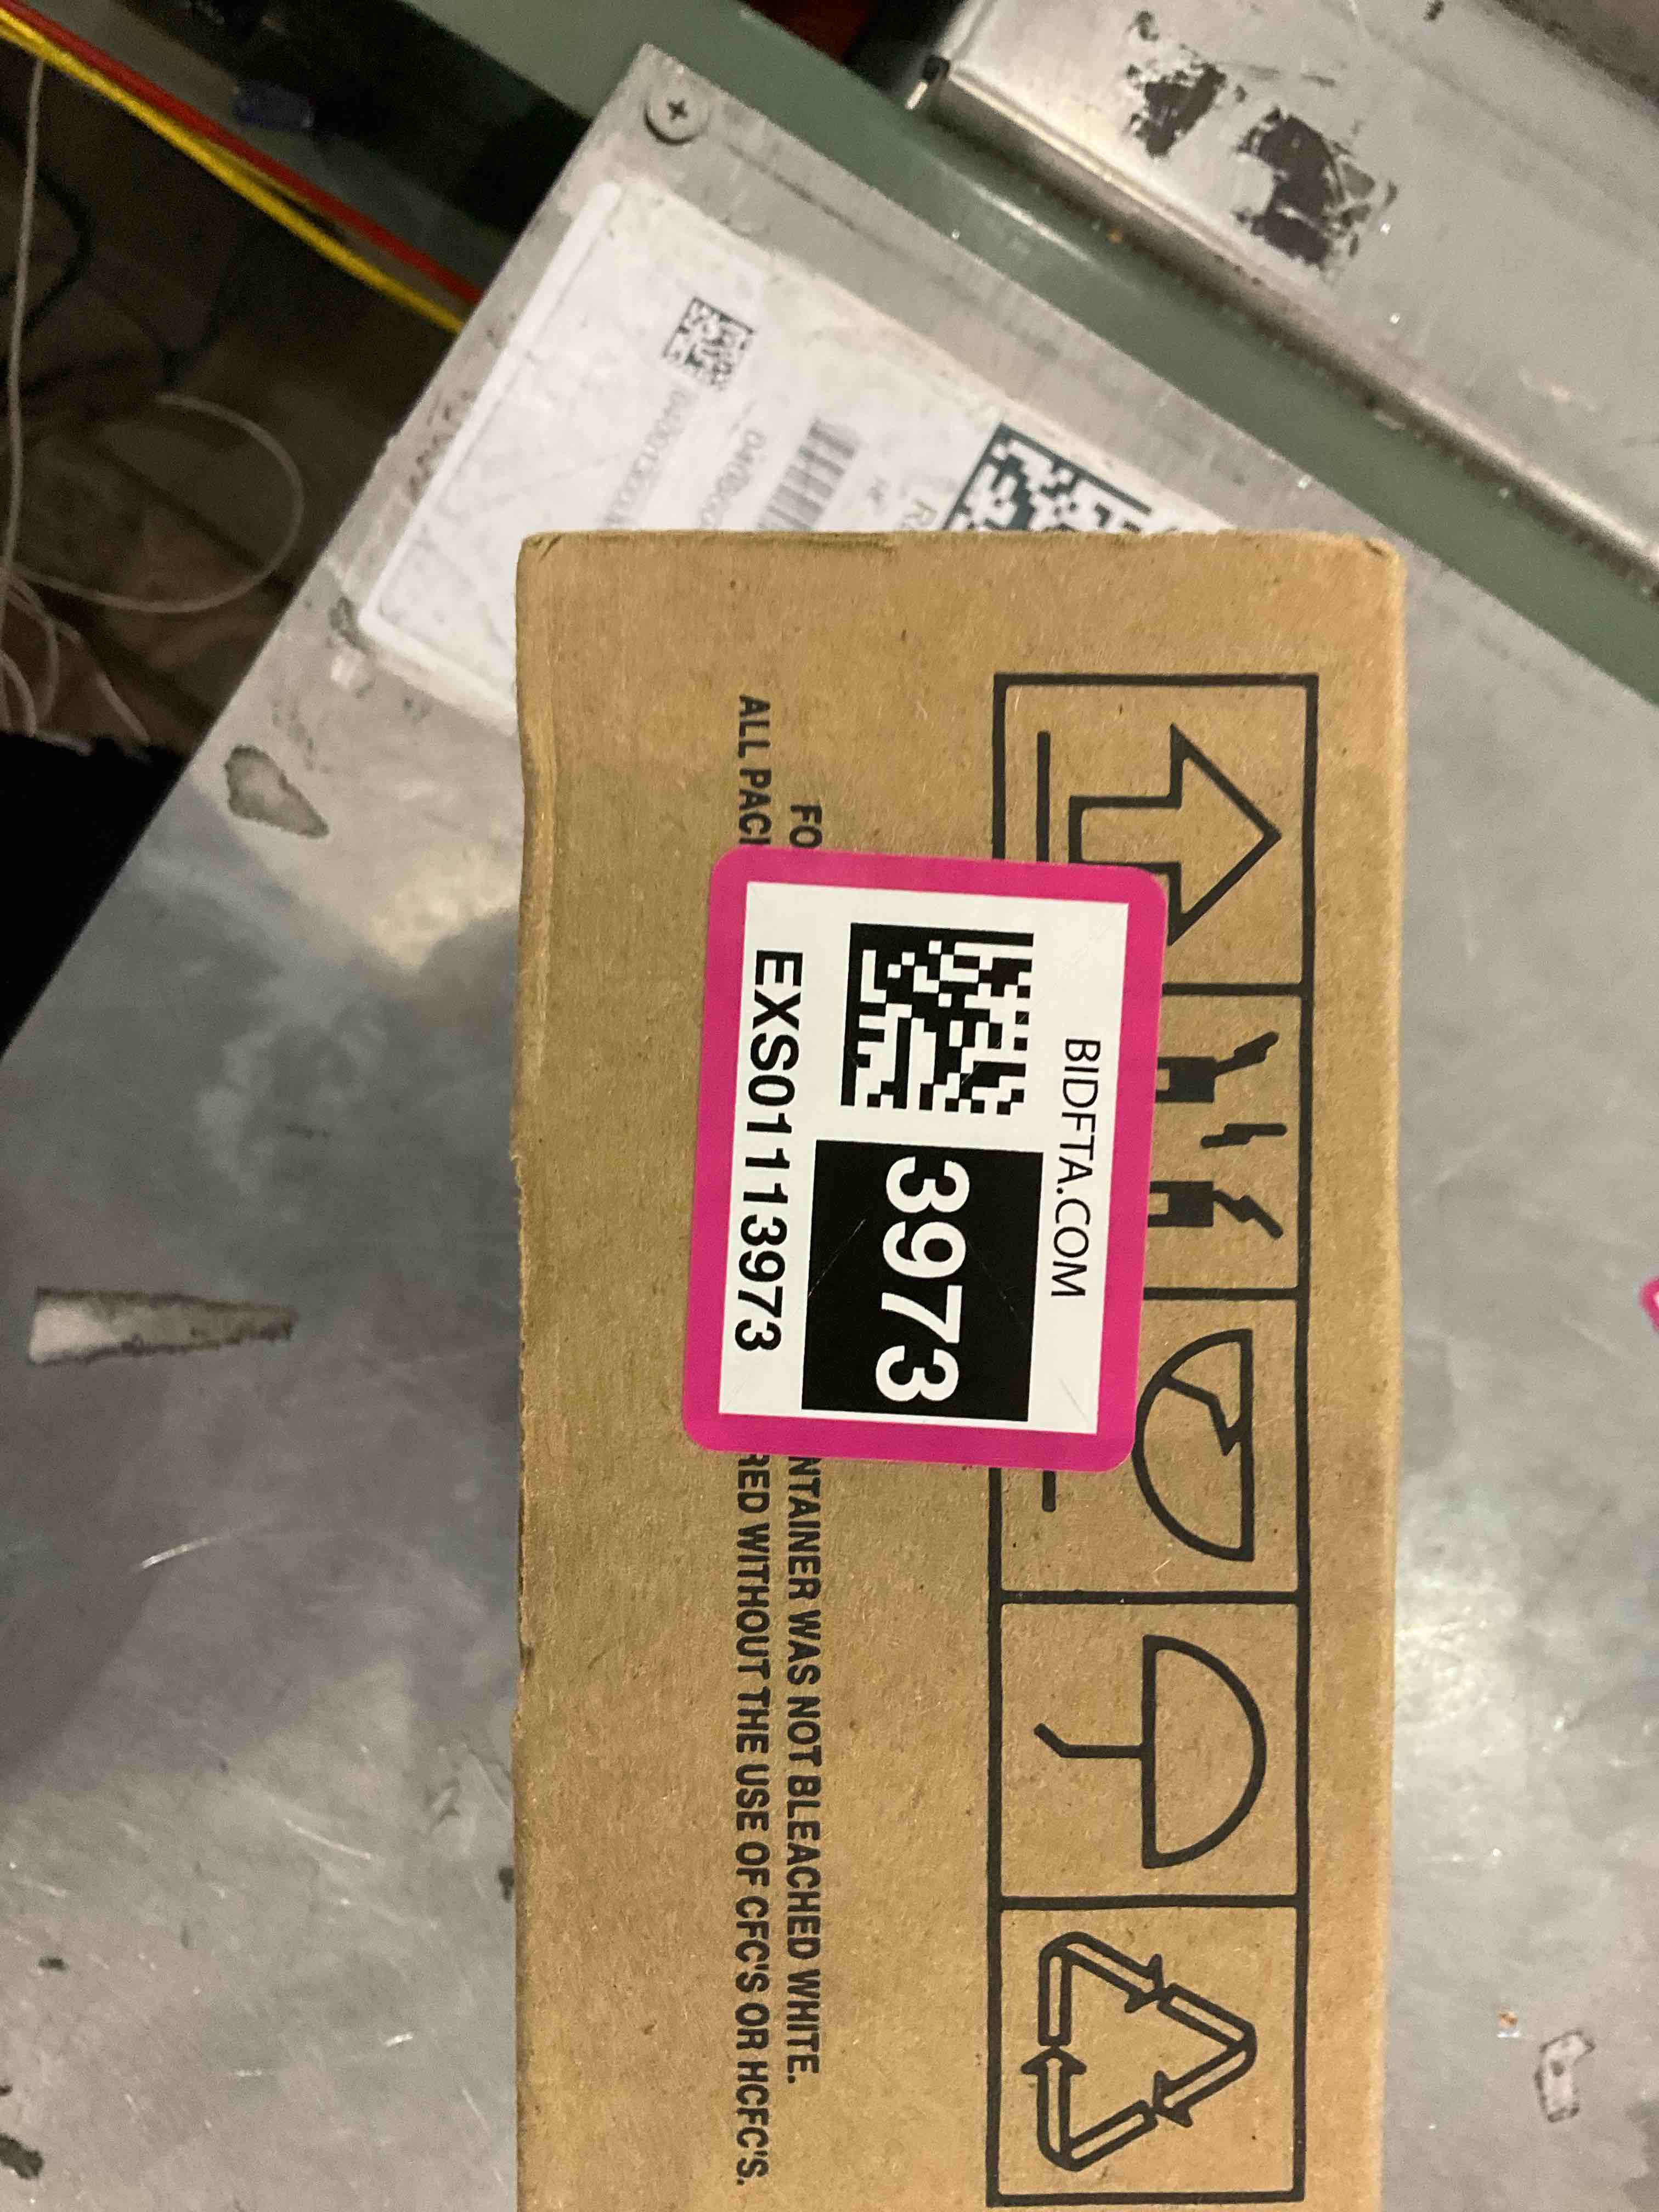 BIDFTA.COM
3973
EXS01113973
FO
NTAINER WAS NOT BLEACHED WHITE.
ALL PAC
RED WITHOUT THE USE OF CFC'S OR HCFC'S.